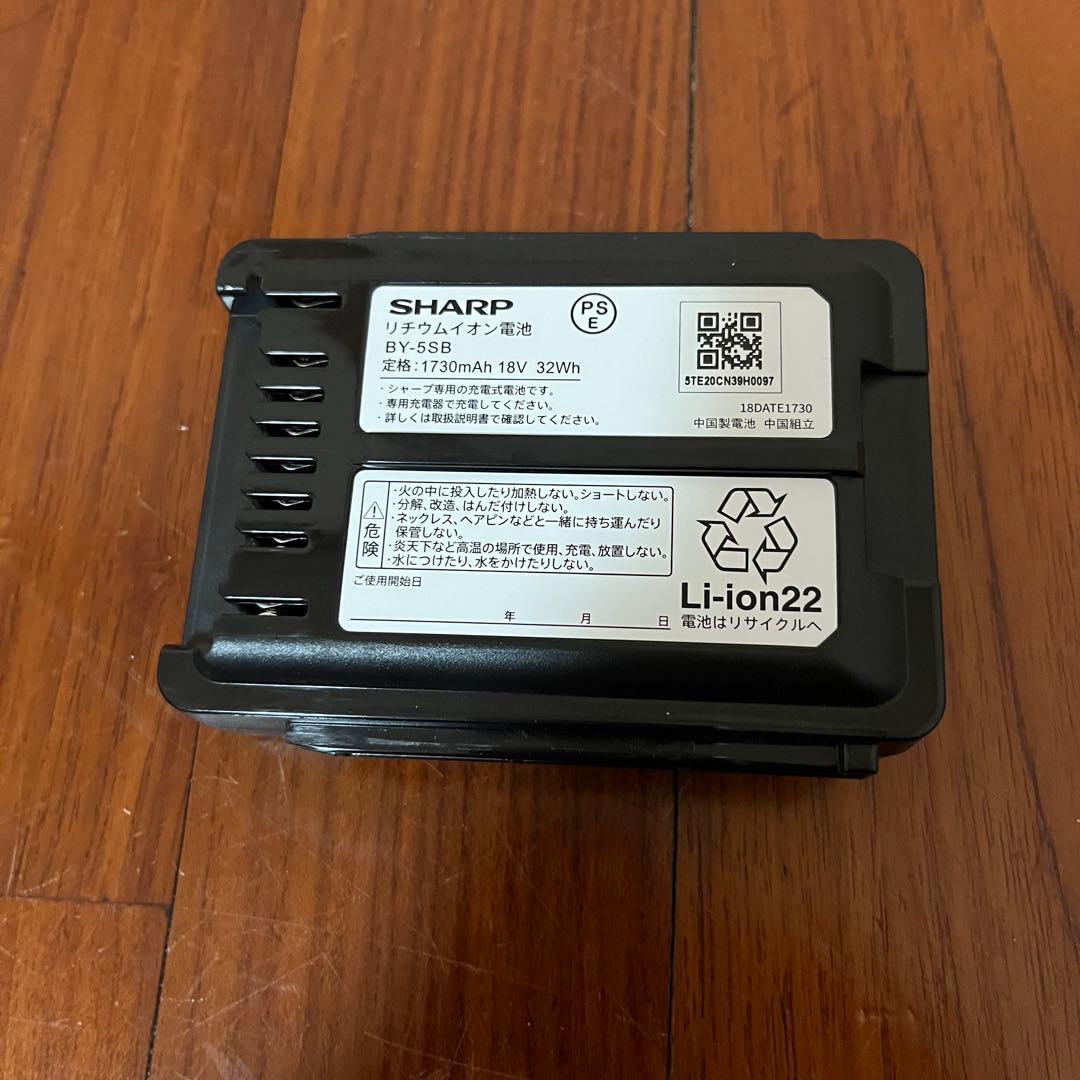 SHARP
リチウムイオン電池
BY-5SB
定格:1730mAh 18V 32Wh
・シャープ専用の充電式電池です。
・専用充電器で充電してください。
・詳しくは取扱説明書で確認してください。
PS
E
5TE20CN39H0097
18DATE1730
中国製電池 中国組立
危険
・火の中に投入したり加熱しない。ショートしない。
・分解、改造、はんだ付けしない。
・ネックレス、ヘアピンなどと一緒に持ち運んだり
保管しない。
・炎天下など高温の場所で使用、充電、放置しない。
・水につけたり、水をかけたりしない。
ご使用開始日
年 月 日
Li-ion22
電池はリサイクルへ